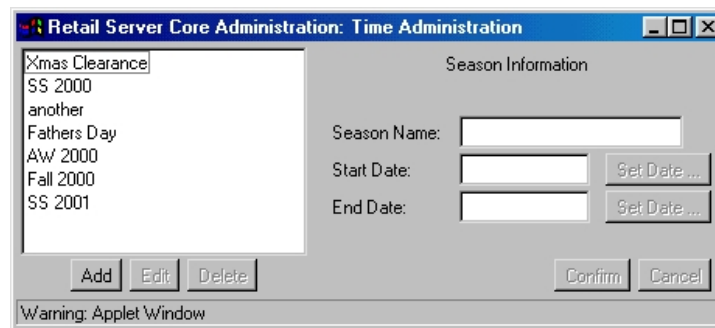 Retail Server Core Administration: Time Administration
Xmas Clearance
SS 2000
another
Fathers Day
AW 2000
Fall 2000
SS 2001
Add Edit Delete
Season Information
Season Name:
Start Date: Set Date ...
End Date: Set Date ...
Confirm Cancel
Warning: Applet Window